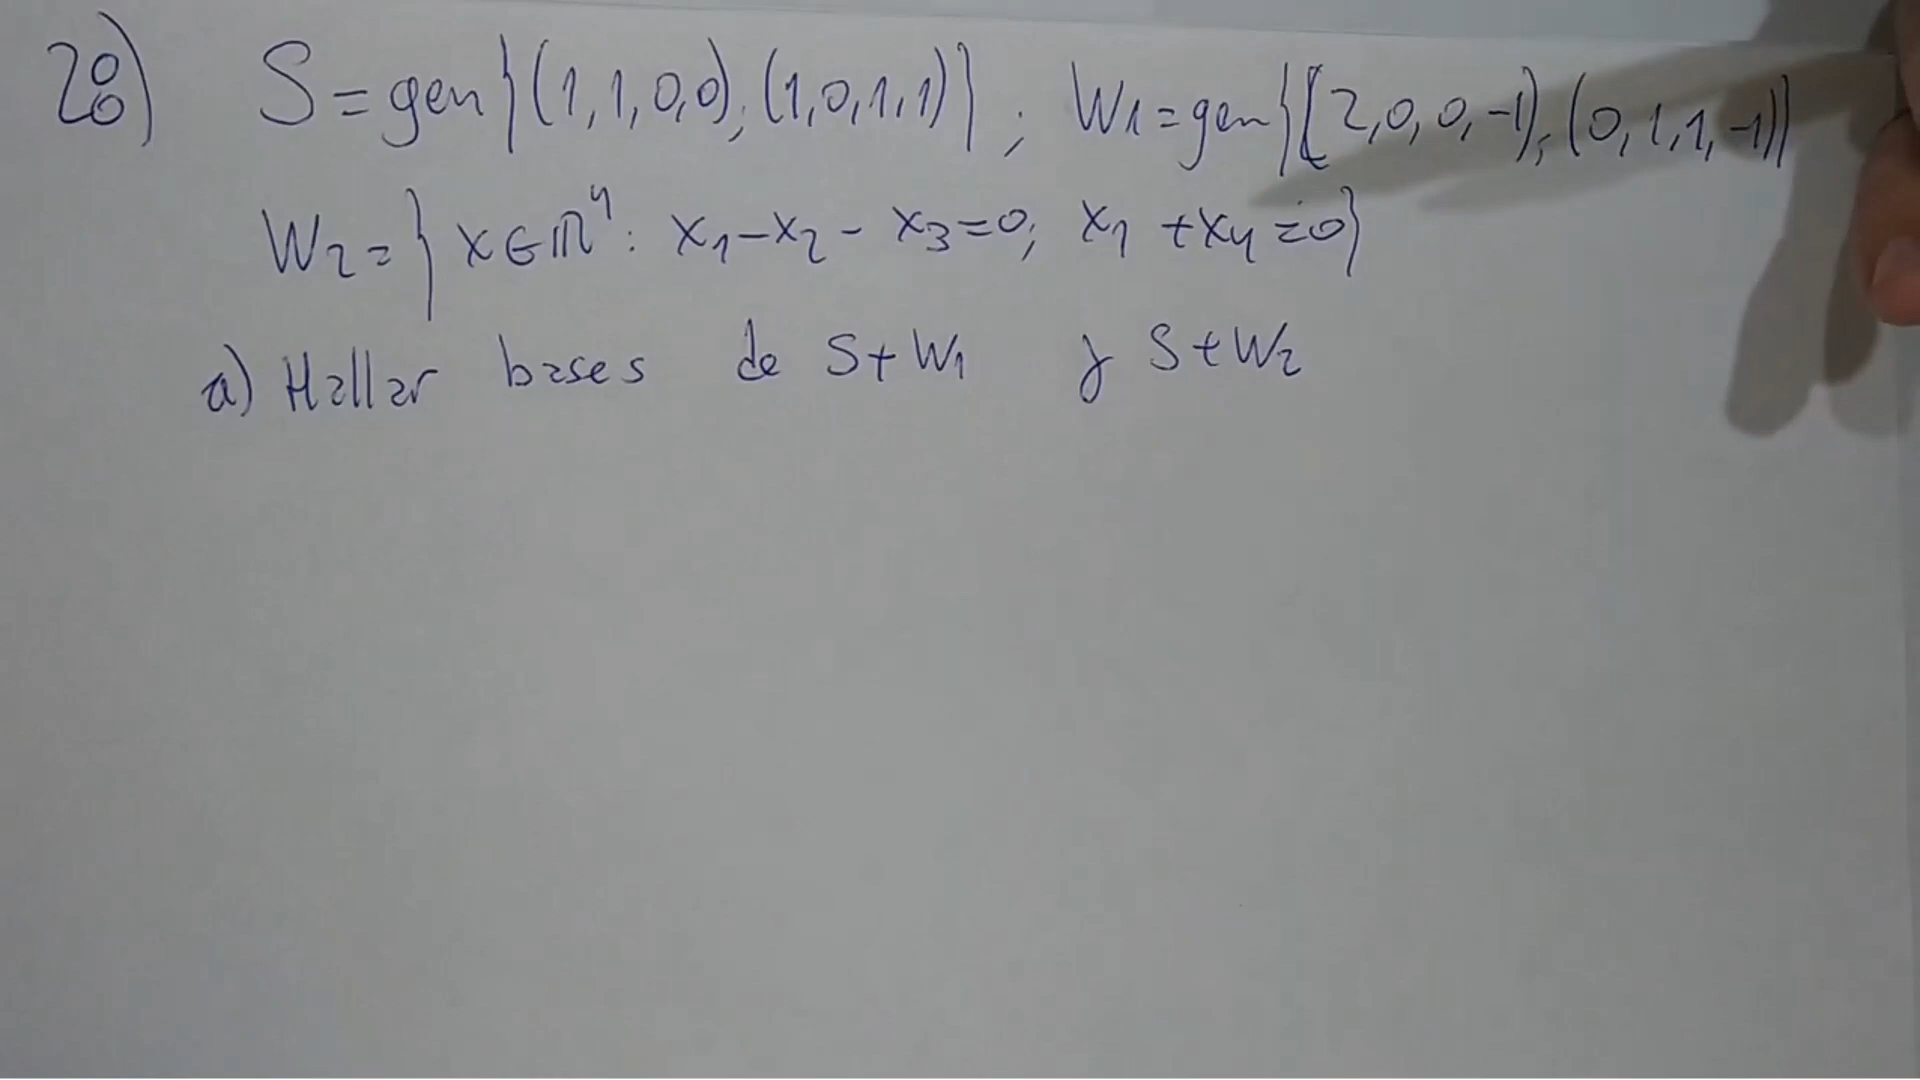 20) S = gen {(1,1,0,0); (1,0,1,1)} ; W1 = gen {(2,0,0,-1); (0,1,1,-1)}
W2 = { x ∈ ℝ⁴ : x1 - x2 - x3 = 0; x1 + x4 = 0}
a) Hallar bases de S + W1 y S + W2